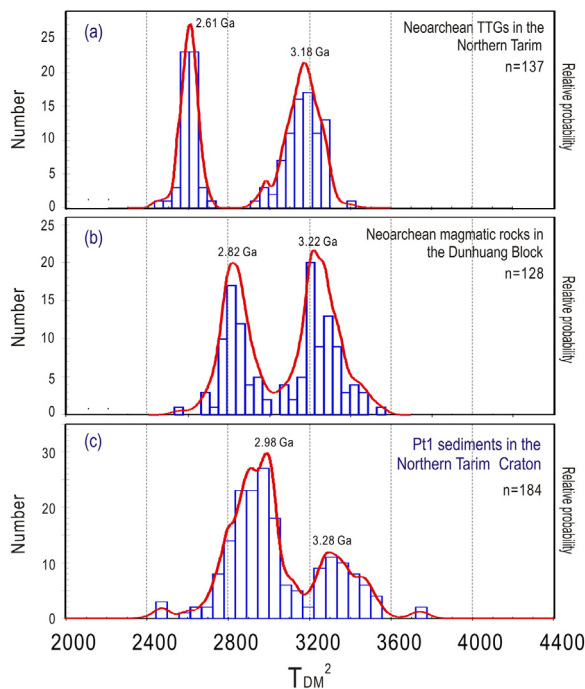 (a)
2.61 Ga
3.18 Ga
Neoarchean TTGs in the
Northern Tarim
n=137
Number
25
20
15
10
5
0
Relative probability
(b)
2.82 Ga
3.22 Ga
Neoarchean magmatic rocks in
the Dunhuang Block
n=128
Number
25
20
15
10
5
0
Relative probability
(c)
2.98 Ga
3.28 Ga
Pt1 sediments in the
Northern Tarim Craton
n=184
Number
30
20
10
0
Relative probability
2000 2400 2800 3200 3600 4000 4400
TDM²